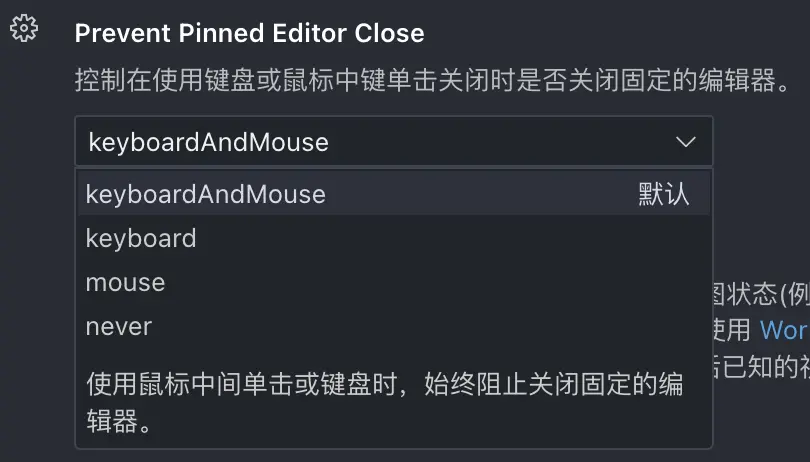 Prevent Pinned Editor Close
控制在使用键盘或鼠标中键单击关闭时是否关闭固定的编辑器。
keyboardAndMouse
keyboardAndMouse 默认
keyboard
mouse
never
图状态(例
使用 Wor
后已知的视
使用鼠标中间单击或键盘时，始终阻止关闭固定的编
辑器。